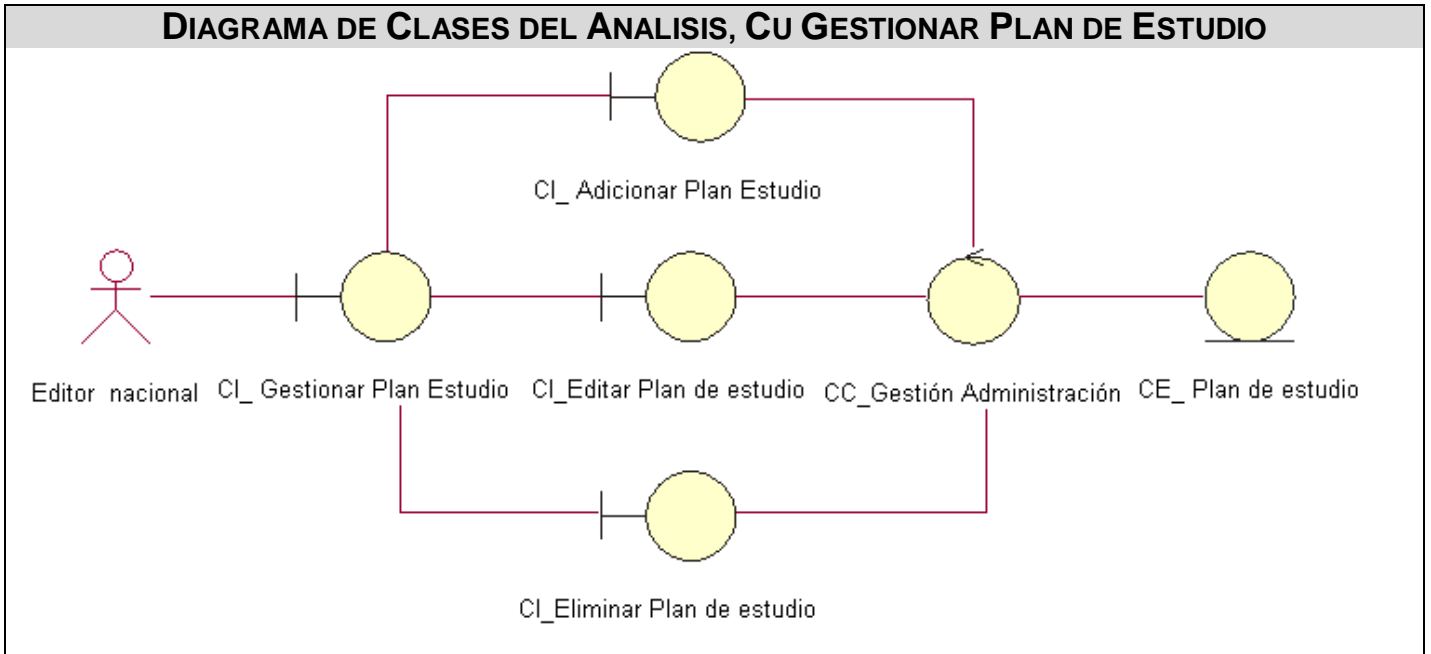 DIAGRAMA DE CLASES DEL ANALISIS, CU GESTIONAR PLAN DE ESTUDIO
CI_ Adicionar Plan Estudio
Editor nacional
CI_ Gestionar Plan Estudio
CI_Editar Plan de estudio
CC_Gestión Administración
CE_ Plan de estudio
CI_Eliminar Plan de estudio